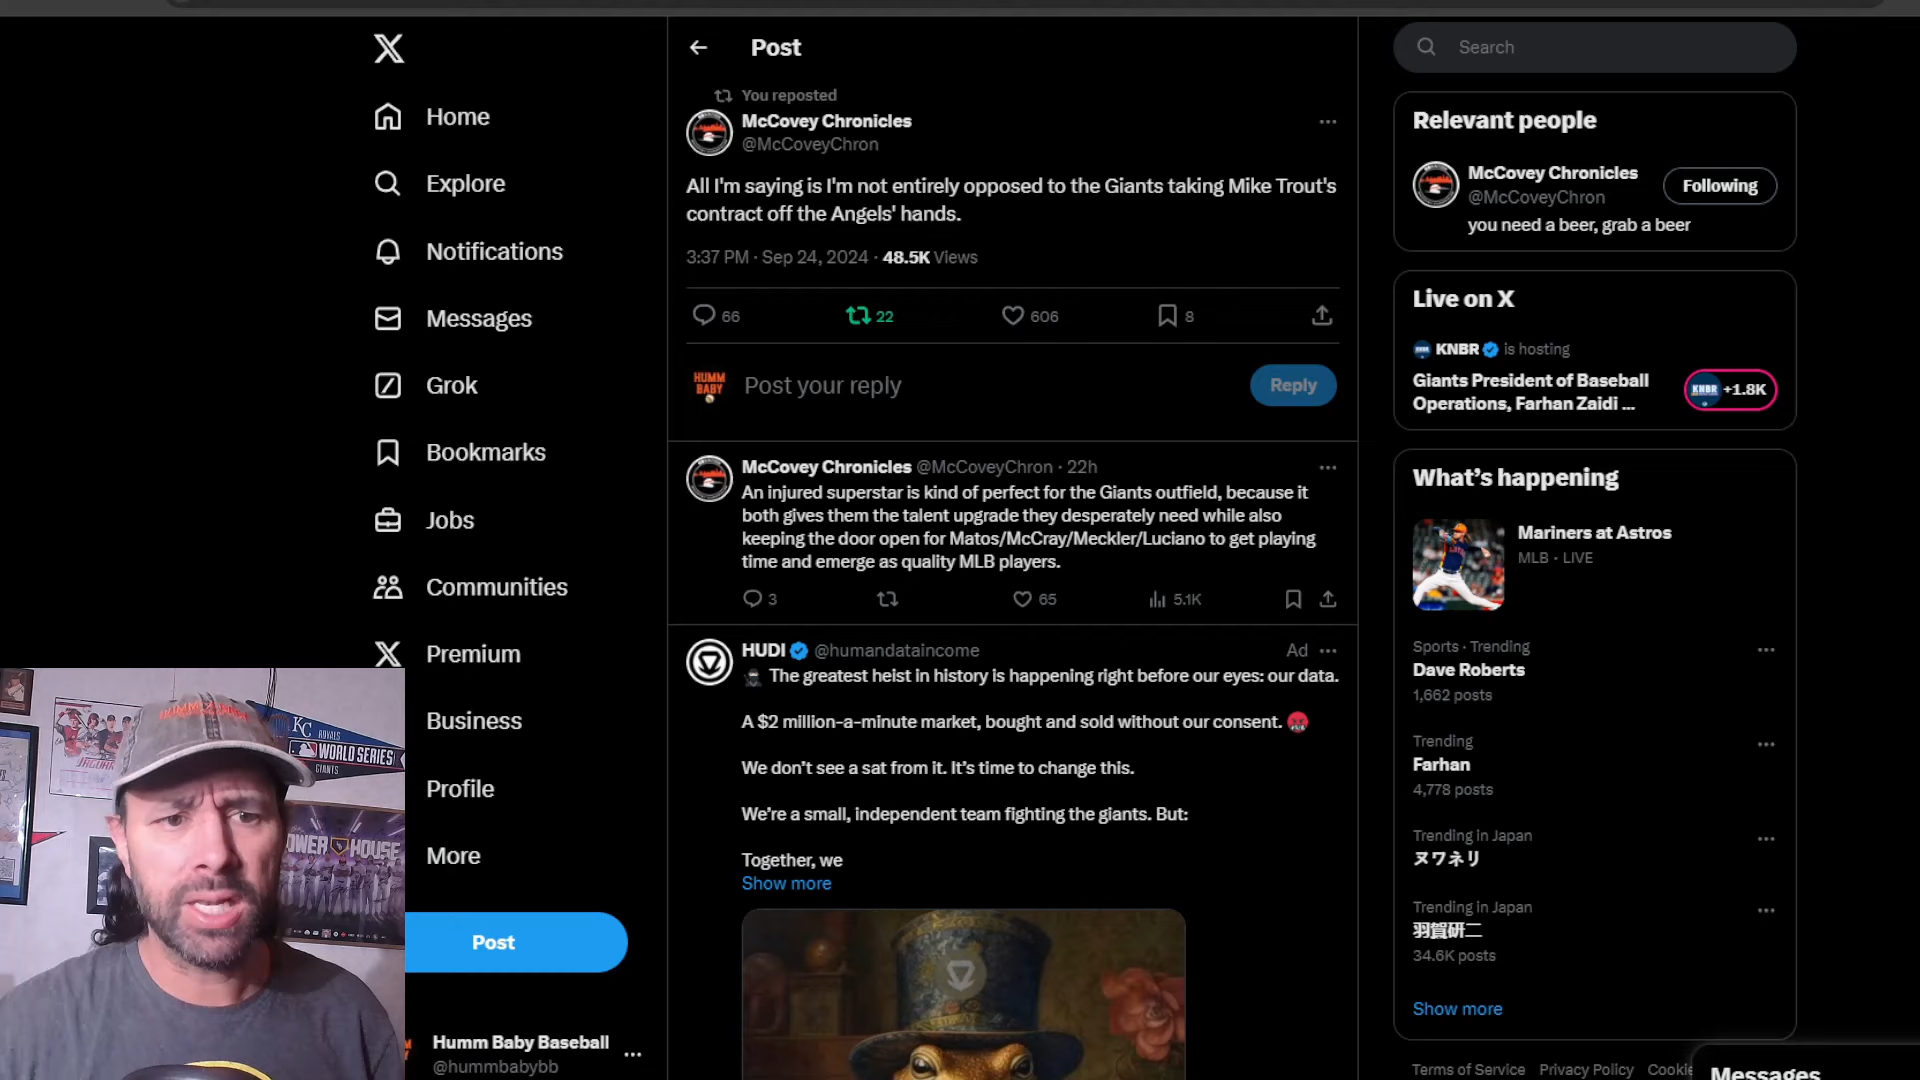 Home
Explore
Notifications
Messages
Grok
Bookmarks
Jobs
Communities
Premium
Business
Profile
More
Post
Humm Baby Baseball
@hummbabybb
KC
ROYALS
WORLD SERIES
GIANTS
JAGUAR
POWER HOUSE
Post
You reposted
McCovey Chronicles
@McCoveyChron
All I'm saying is I'm not entirely opposed to the Giants taking Mike Trout's
contract off the Angels' hands.
3:37 PM · Sep 24, 2024 · 48.5K Views
66 22 606 8
HUMM
BABY
Post your reply
Reply
McCovey Chronicles @McCoveyChron · 22h
An injured superstar is kind of perfect for the Giants outfield, because it
both gives them the talent upgrade they desperately need while also
keeping the door open for Matos/McCray/Meckler/Luciano to get playing
time and emerge as quality MLB players.
3 65 5.1K
HUDI @humandataincome Ad
The greatest heist in history is happening right before our eyes: our data.
A $2 million-a-minute market, bought and sold without our consent.
We don't see a sat from it. It's time to change this.
We're a small, independent team fighting the giants. But:
Together, we
Show more
Search
Relevant people
McCovey Chronicles
@McCoveyChron
Following
you need a beer, grab a beer
Live on X
KNBR is hosting
Giants President of Baseball
Operations, Farhan Zaidi ...
KNBR +1.8K
What's happening
Mariners at Astros
MLB · LIVE
Sports · Trending
Dave Roberts
1,662 posts
Trending
Farhan
4,778 posts
Trending in Japan
ヌワネリ
Trending in Japan
羽賀研二
34.6K posts
Show more
Terms of Service Privacy Policy Cookie
Messages